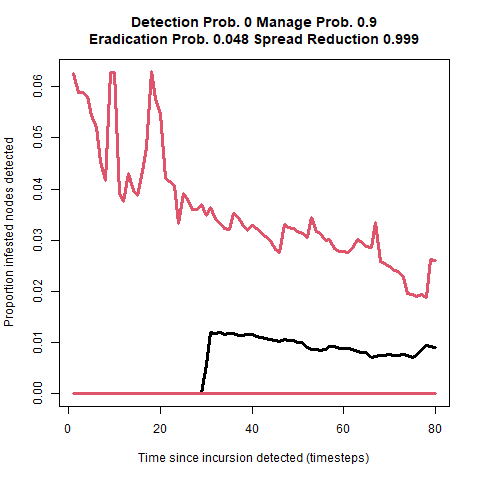 Detection Prob. 0 Manage Prob. 0.9
Eradication Prob. 0.048 Spread Reduction 0.999
Proportion infested nodes detected
0.06
0.05
0.04
0.03
0.02
0.01
0.00
0 20 40 60 80
Time since incursion detected (timesteps)